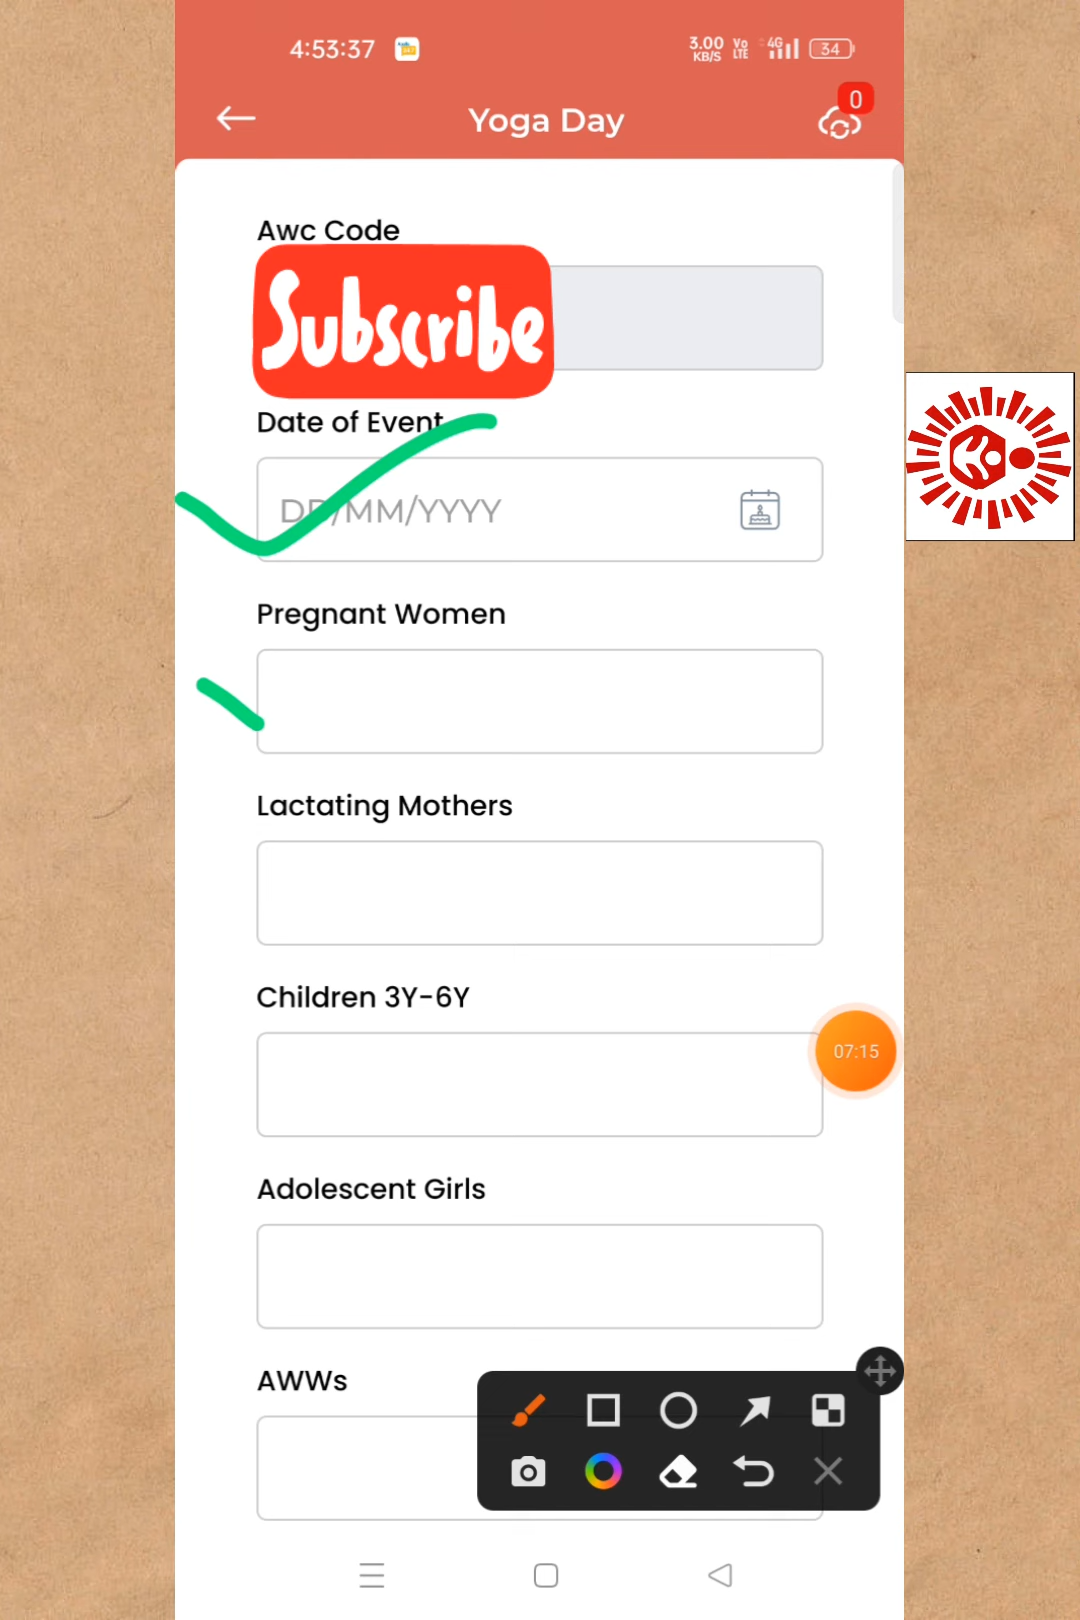 4:53:37
3.00 KB/S Vo LTE 4G 34
0
Yoga Day
Awc Code
Subscribe
Date of Event
DD/MM/YYYY
Pregnant Women
Lactating Mothers
Children 3Y-6Y
07:15
Adolescent Girls
AWWs